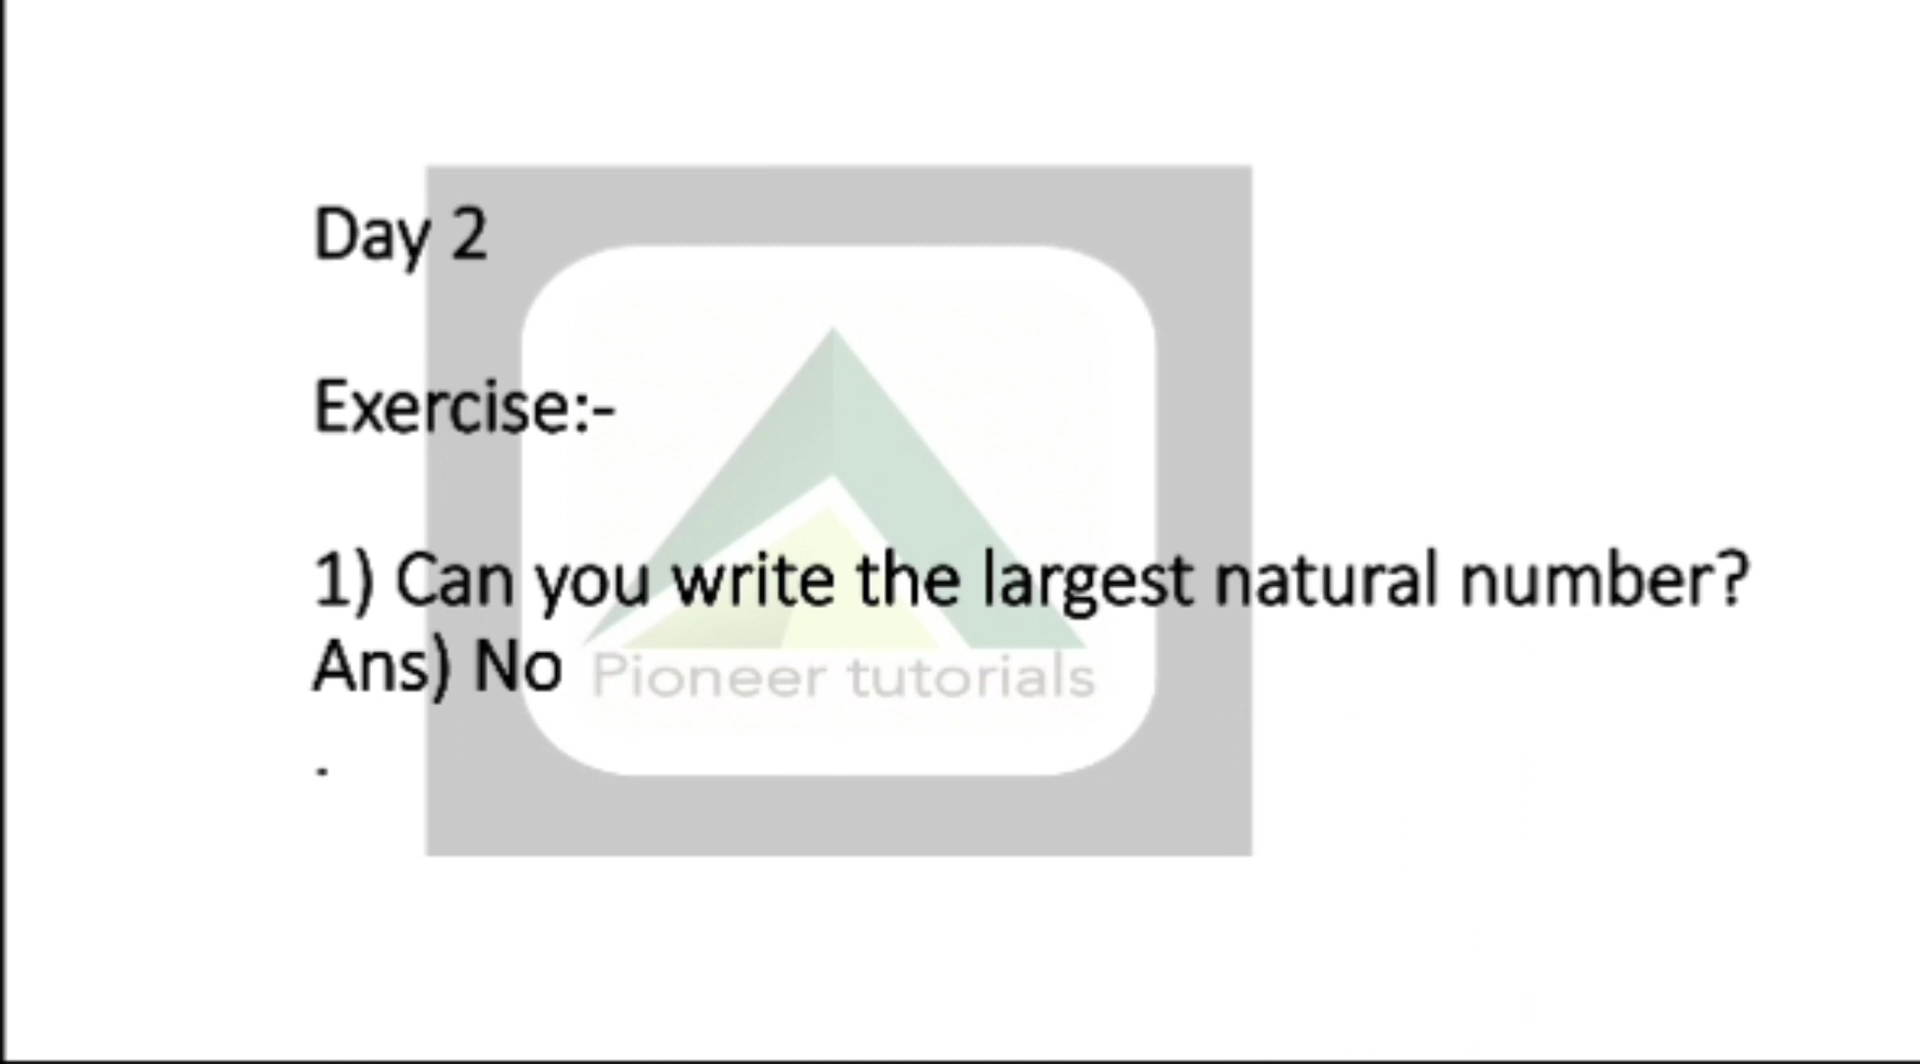 Day 2
Exercise:-
1) Can you write the largest natural number?
Ans) No
Pioneer tutorials
-